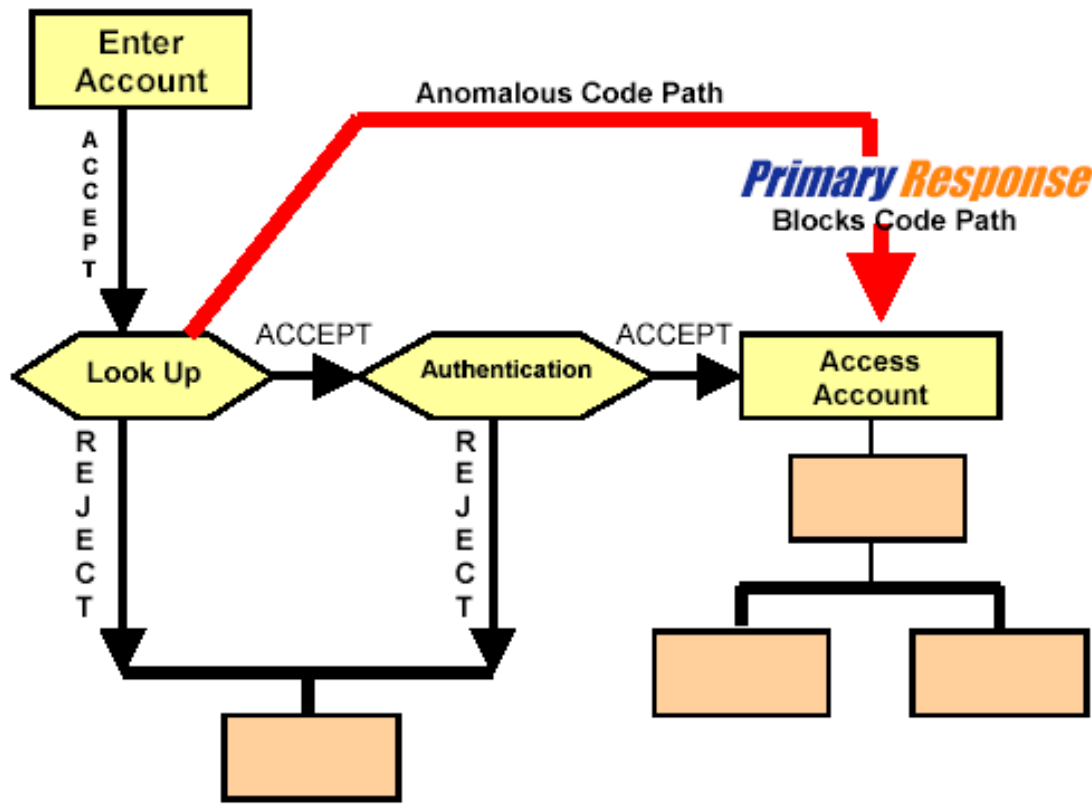 Enter
Account
Anomalous Code Path
ACCEPT
Primary Response
Blocks Code Path
ACCEPT
ACCEPT
Look Up
Authentication
Access
Account
REJECT
REJECT